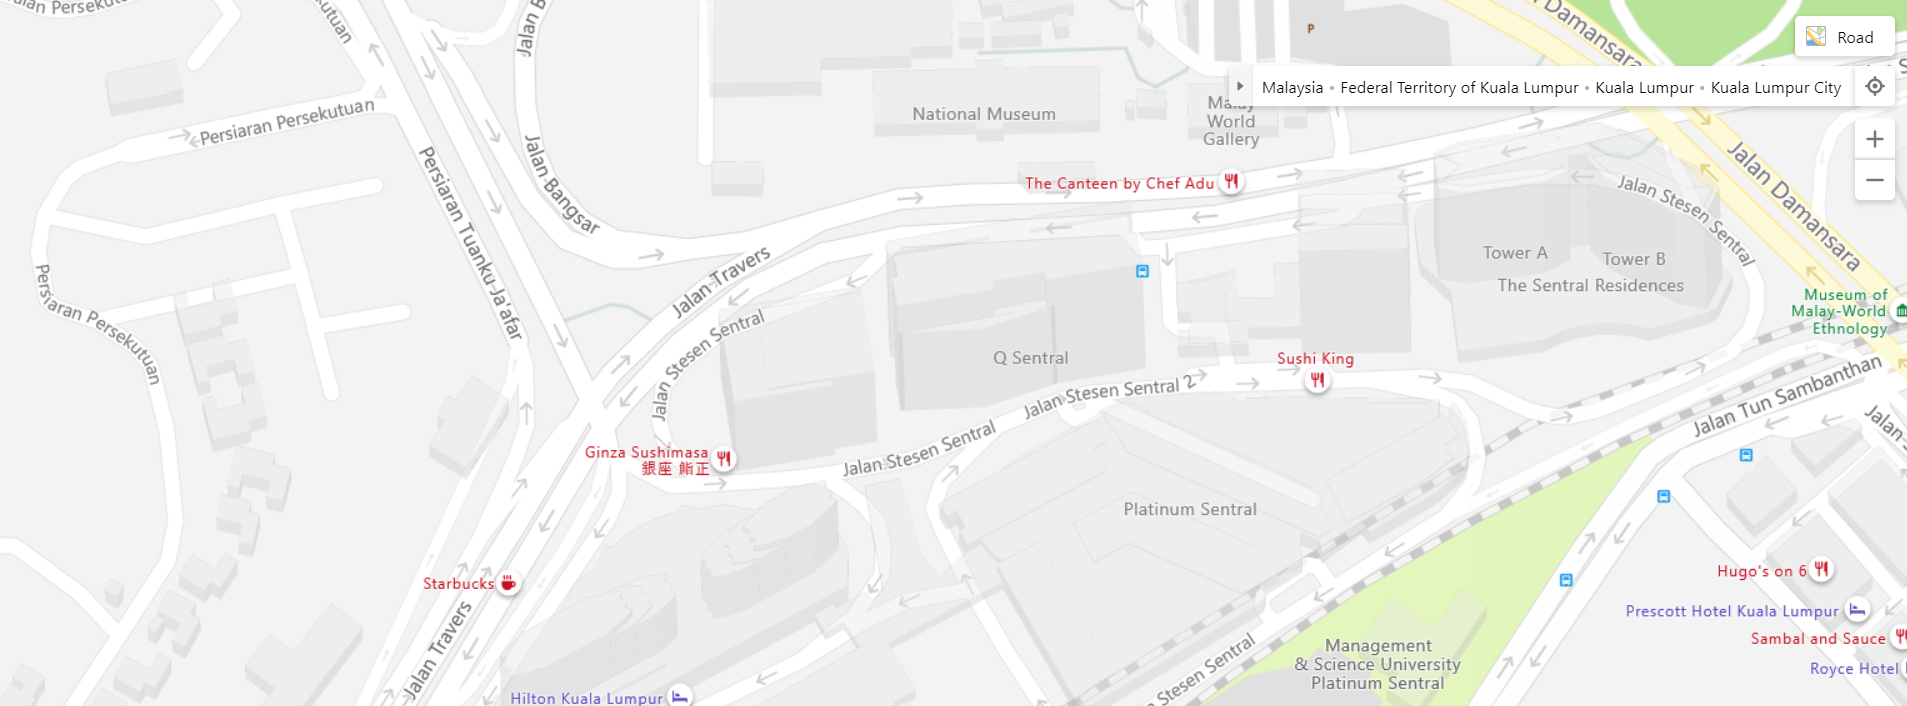 Persekutuan
Persiaran Persekutuan
Persiaran Persekutuan
Persiaran Tuanku Ja'afar
Jalan B
Jalan Bangsar
Jalan Travers
Jalan Stesen Sentral
National Museum
Malay
World
Gallery
The Canteen by Chef Adu
P
Damansara
Road
Malaysia • Federal Territory of Kuala Lumpur • Kuala Lumpur • Kuala Lumpur City
Jalan Damansara
Jalan Stesen Sentral
Tower A
Tower B
The Sentral Residences
Museum of
Malay-World
Ethnology
Q Sentral
Sushi King
Jalan Stesen Sentral 2
Jalan Stesen Sentral
Jalan Tun Sambanthan
Jalan
Ginza Sushimasa
銀座 鮨正
Platinum Sentral
Starbucks
Jalan Travers
Hilton Kuala Lumpur
Stesen Sentral
Management
& Science University
Platinum Sentral
Hugo's on 6
Prescott Hotel Kuala Lumpur
Sambal and Sauce
Royce Hotel